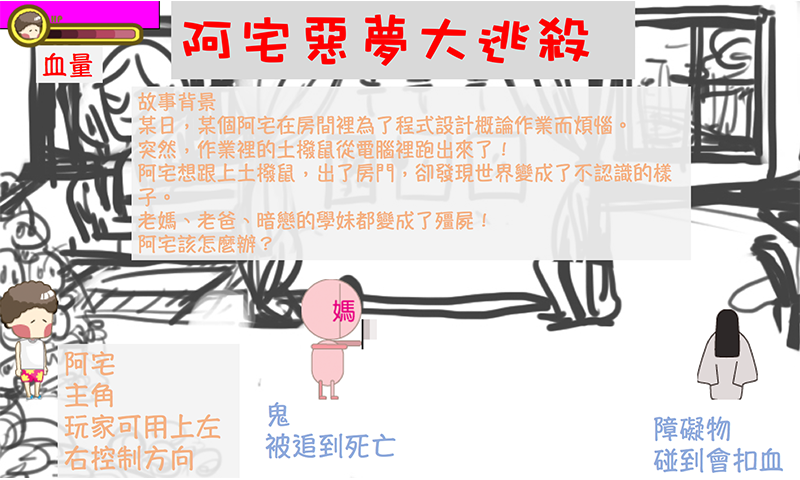 阿宅惡夢大逃殺
血量
故事背景
某日，某個阿宅在房間裡為了程式設計概論作業而煩惱。
突然，作業裡的土撥鼠從電腦裡跑出來了！
阿宅想跟上土撥鼠，出了房門，卻發現世界變成了不認識的樣
子。
老媽、老爸、暗戀的學妹都變成了殭屍！
阿宅該怎麼辦？
媽
阿宅
主角
玩家可用上左
右控制方向
鬼
被追到死亡
障礙物
碰到會扣血